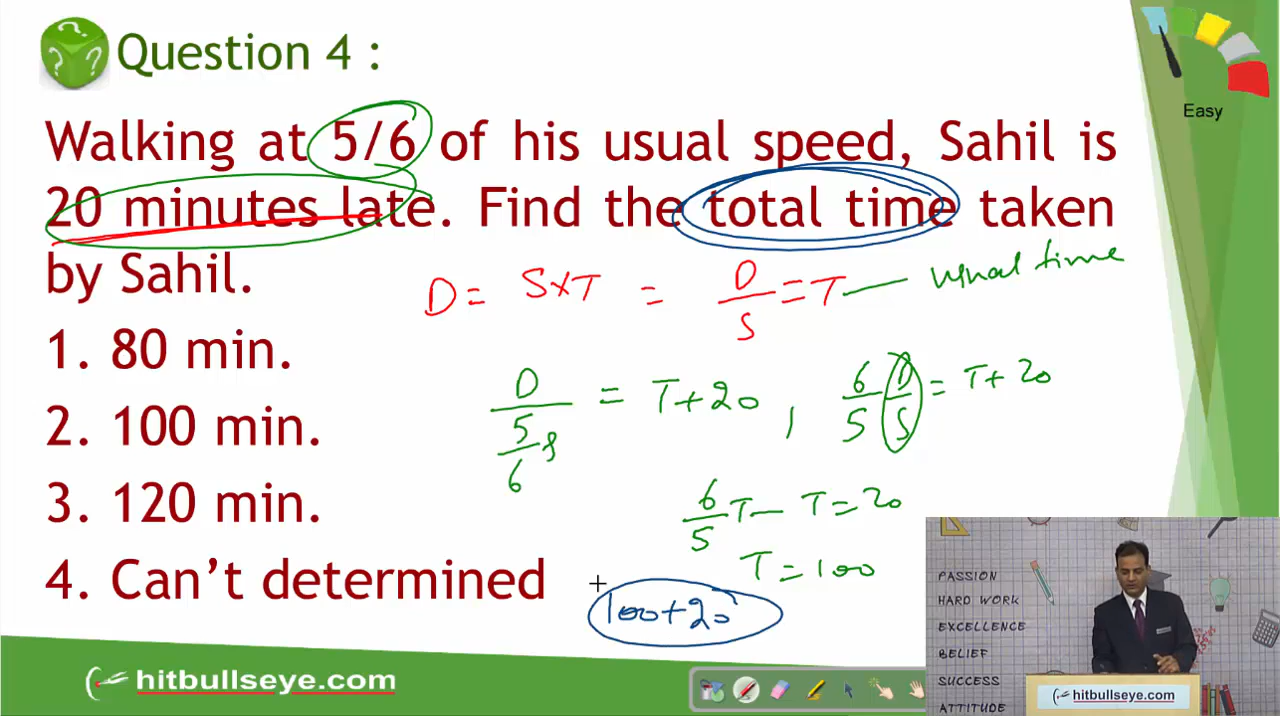 Question 4 :
Easy
Walking at 5/6 of his usual speed, Sahil is
20 minutes late. Find the total time taken
by Sahil.
D = S×T = D/S = T — usual time
1. 80 min.
D/(5/6 S) = T+20 , 6/5 D/S = T+20
2. 100 min.
3. 120 min.
6/5 T − T = 20
4. Can’t determined
T = 100
100+20
PASSION
HARD WORK
EXCELLENCE
BELIEF
SUCCESS
ATTITUDE
hitbullseye.com
hitbullseye.com